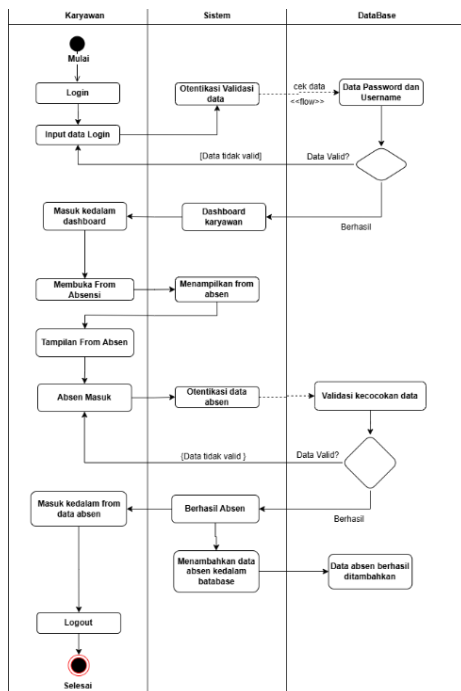 Karyawan
Sistem
DataBase
Mulai
Login
Otentikasi Validasi
data
cek data
<<flow>>
Data Password dan
Username
Input data Login
[Data tidak valid]
Data Valid?
Masuk kedalam
dashboard
Dashboard
karyawan
Berhasil
Membuka From
Absensi
Menampilkan from
absen
Tampilan From Absen
Absen Masuk
Otentikasi data
absen
Validasi kecocokan data
{Data tidak valid }
Data Valid?
Masuk kedalam from
data absen
Berhasil Absen
Berhasil
Menambahkan data
absen kedalam
batabase
Data absen berhasil
ditambahkan
Logout
Selesai